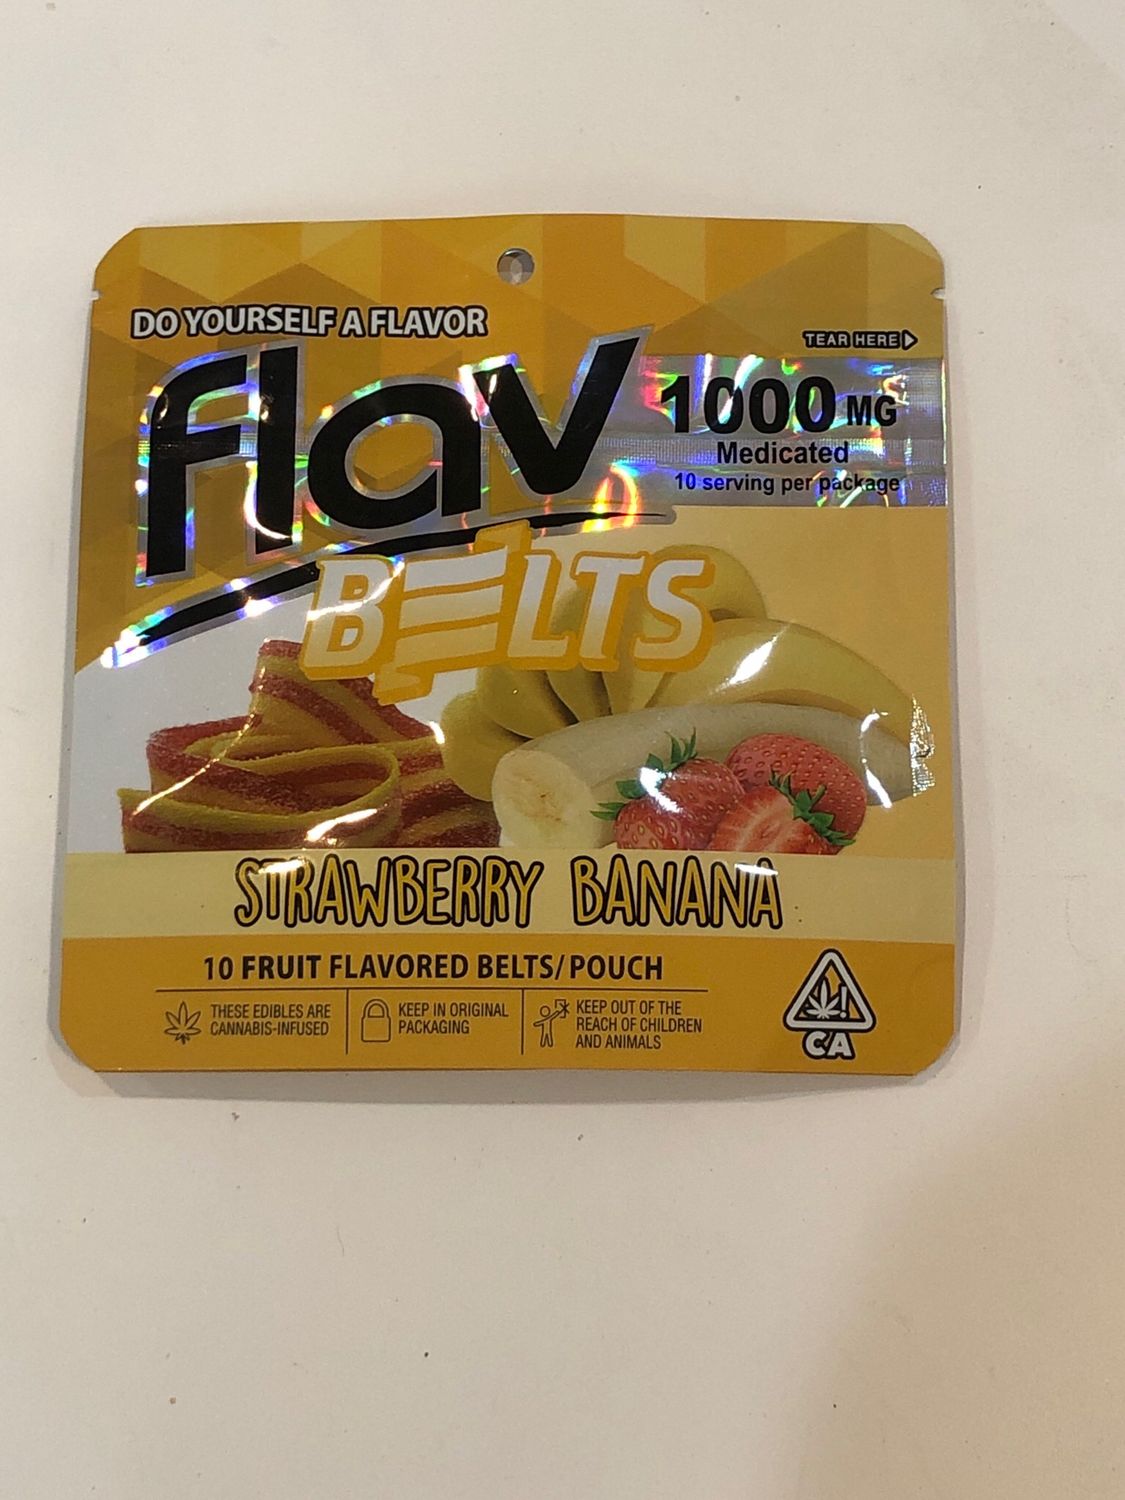 DO YOURSELF A FLAVOR
TEAR HERE
flav
1000 MG
Medicated
10 serving per package
BELTS
STRAWBERRY BANANA
10 FRUIT FLAVORED BELTS/POUCH
THESE EDIBLES ARE
CANNABIS-INFUSED
KEEP IN ORIGINAL
PACKAGING
KEEP OUT OF THE
REACH OF CHILDREN
AND ANIMALS
!
CA